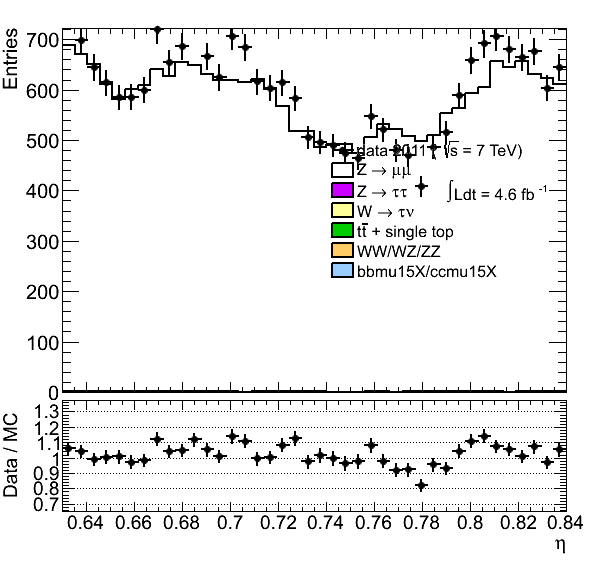 Entries
700
600
500
400
300
200
100
0
data 2011 ( √s = 7 TeV)
Z → μμ
Z → ττ
∫Ldt = 4.6 fb⁻¹
W → τν
tt̄ + single top
WW/WZ/ZZ
bbmu15X/ccmu15X
Data / MC
1.3
1.2
1.1
1
0.9
0.8
0.7
0.64 0.66 0.68 0.7 0.72 0.74 0.76 0.78 0.8 0.82 0.84
η